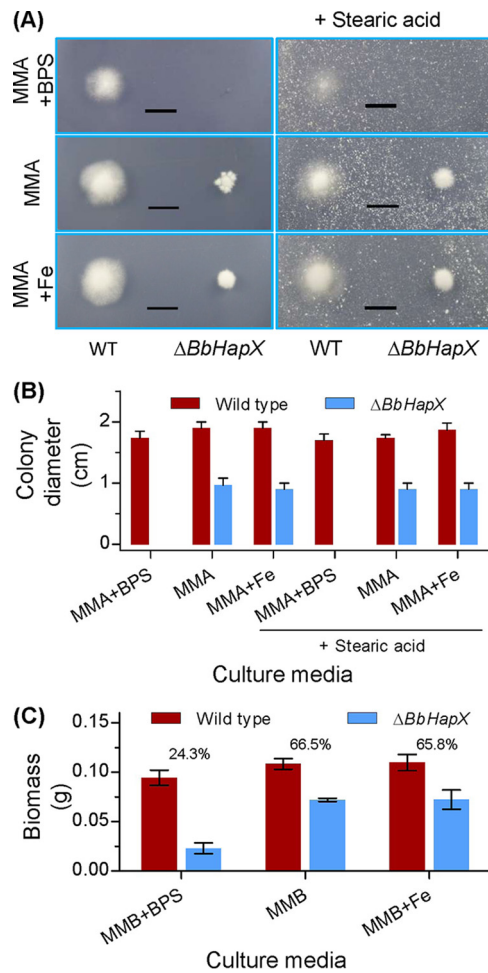 (A)
+ Stearic acid
MMA
+BPS
MMA
MMA
+Fe
WT
ΔBbHapX
WT
ΔBbHapX
(B)
Wild type
ΔBbHapX
Colony
diameter
(cm)
2
1
0
MMA+BPS
MMA
MMA+Fe
MMA+BPS
MMA
MMA+Fe
+ Stearic acid
Culture media
(C)
Wild type
ΔBbHapX
Biomass
(g)
0.15
0.10
0.05
0.00
24.3%
66.5%
65.8%
MMB+BPS
MMB
MMB+Fe
Culture media